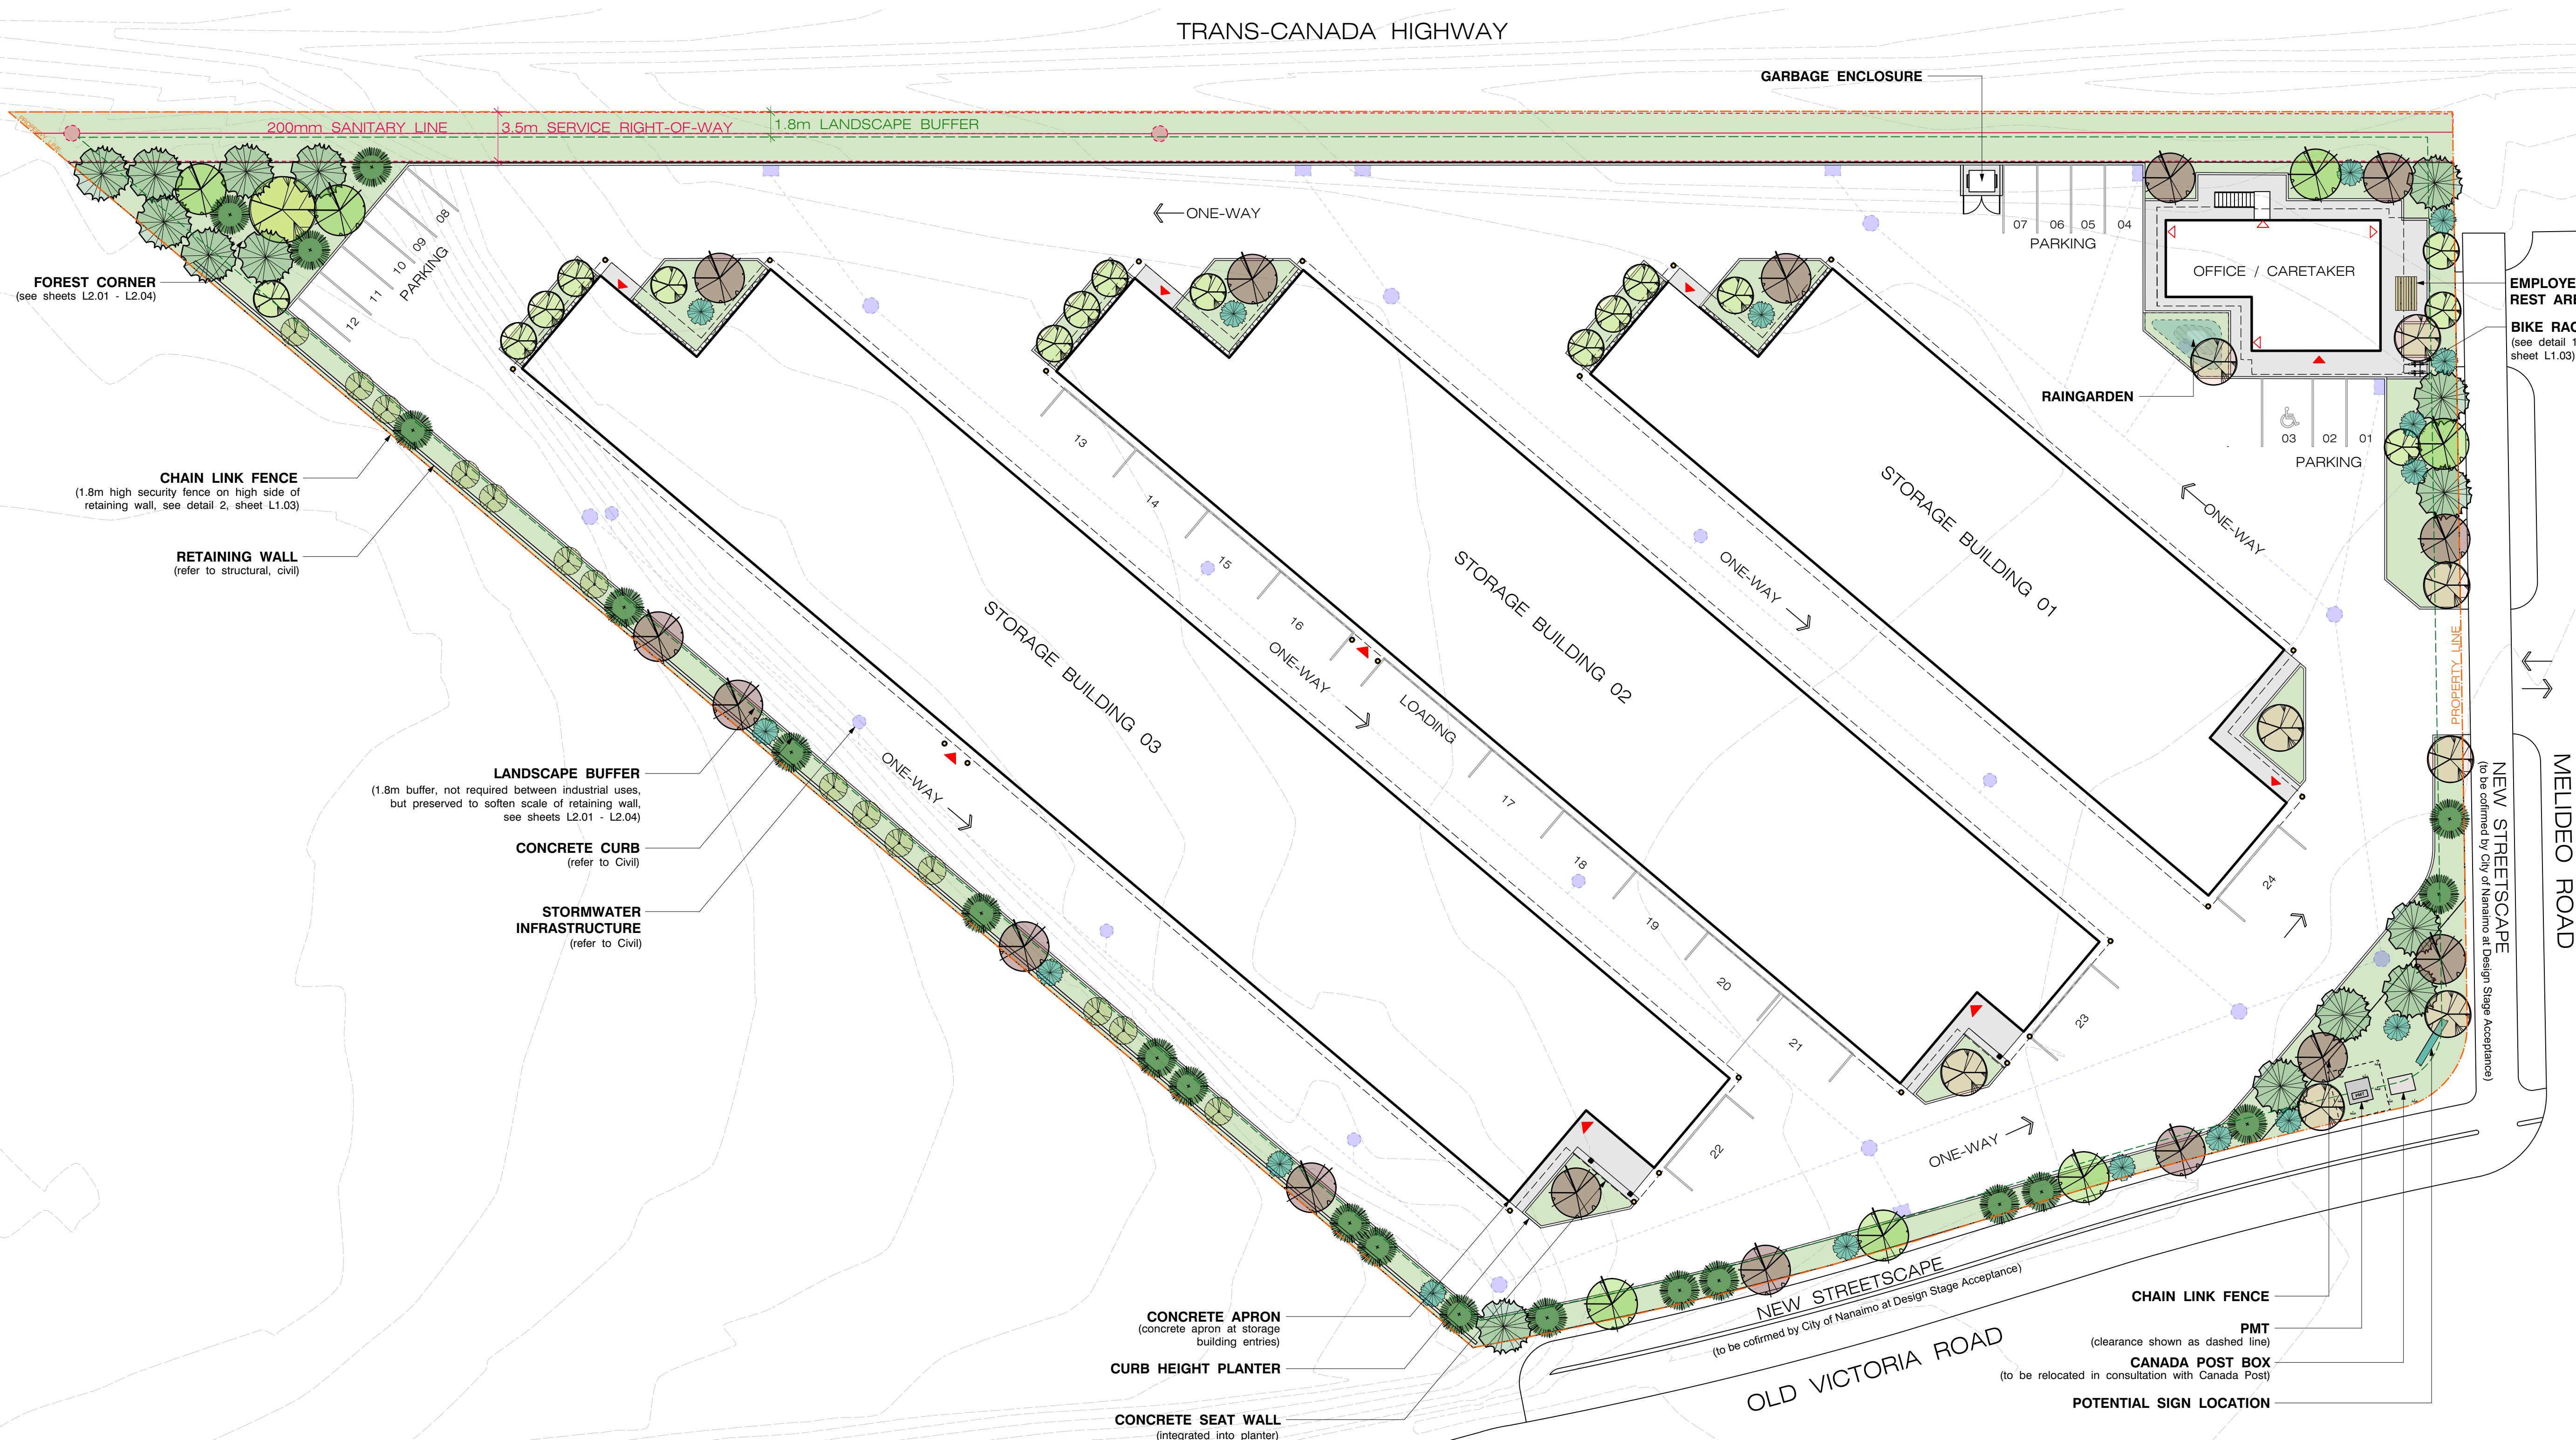 TRANS-CANADA HIGHWAY
GARBAGE ENCLOSURE
200mm SANITARY LINE
3.5m SERVICE RIGHT-OF-WAY
1.8m LANDSCAPE BUFFER
ONE-WAY
07 06 05 04
PARKING
OFFICE / CARETAKER
08
09
10
11
12
PARKING
FOREST CORNER
(see sheets L2.01 - L2.04)
EMPLOYE
REST ARE
BIKE RAC
(see detail 1
sheet L1.03)
RAINGARDEN
03 02 01
PARKING
CHAIN LINK FENCE
(1.8m high security fence on high side of
retaining wall, see detail 2, sheet L1.03)
RETAINING WALL
(refer to structural, civil)
13
14
15
16
LOADING
17
18
19
20
21
22
23
24
STORAGE BUILDING 01
STORAGE BUILDING 02
STORAGE BUILDING 03
ONE-WAY
ONE-WAY
ONE-WAY
ONE-WAY
ONE-WAY
PROPERTY LINE
NEW STREETSCAPE
(to be cofirmed by City of Nanaimo at Design Stage Acceptance)
MELIDEO ROAD
LANDSCAPE BUFFER
(1.8m buffer, not required between industrial uses,
but preserved to soften scale of retaining wall,
see sheets L2.01 - L2.04)
CONCRETE CURB
(refer to Civil)
STORMWATER
INFRASTRUCTURE
(refer to Civil)
PMT
CONCRETE APRON
(concrete apron at storage
building entries)
CURB HEIGHT PLANTER
CONCRETE SEAT WALL
(integrated into planter)
NEW STREETSCAPE
(to be cofirmed by City of Nanaimo at Design Stage Acceptance)
OLD VICTORIA ROAD
CHAIN LINK FENCE
PMT
(clearance shown as dashed line)
CANADA POST BOX
(to be relocated in consultation with Canada Post)
POTENTIAL SIGN LOCATION